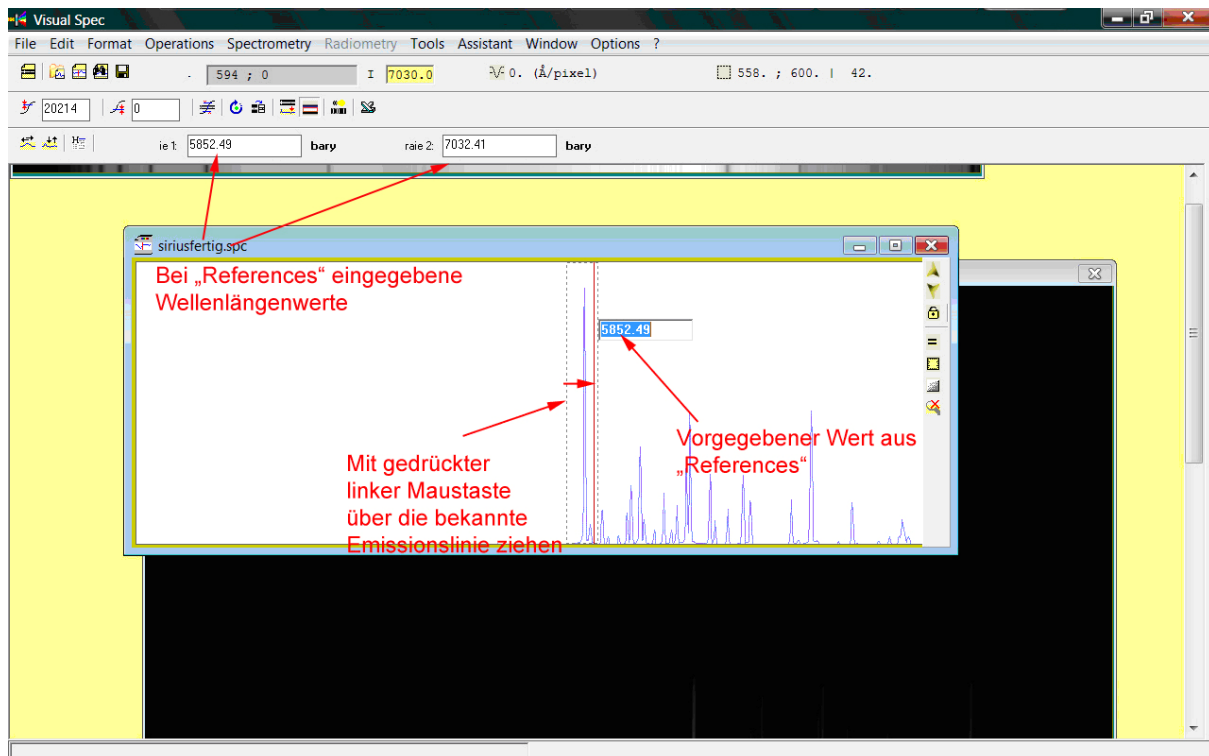 Visual Spec
File Edit Format Operations Spectrometry Radiometry Tools Assistant Window Options ?
594 ; 0 I 7030.0 0. (Å/pixel) 558. ; 600. | 42.
20214 0
ie 1: 5852.49 bary raie 2: 7032.41 bary
siriusfertig.spc
Bei „References“ eingegebene
Wellenlängenwerte
5852.49
Vorgegebener Wert aus
„References“
Mit gedrückter
linker Maustaste
über die bekannte
Emissionslinie ziehen